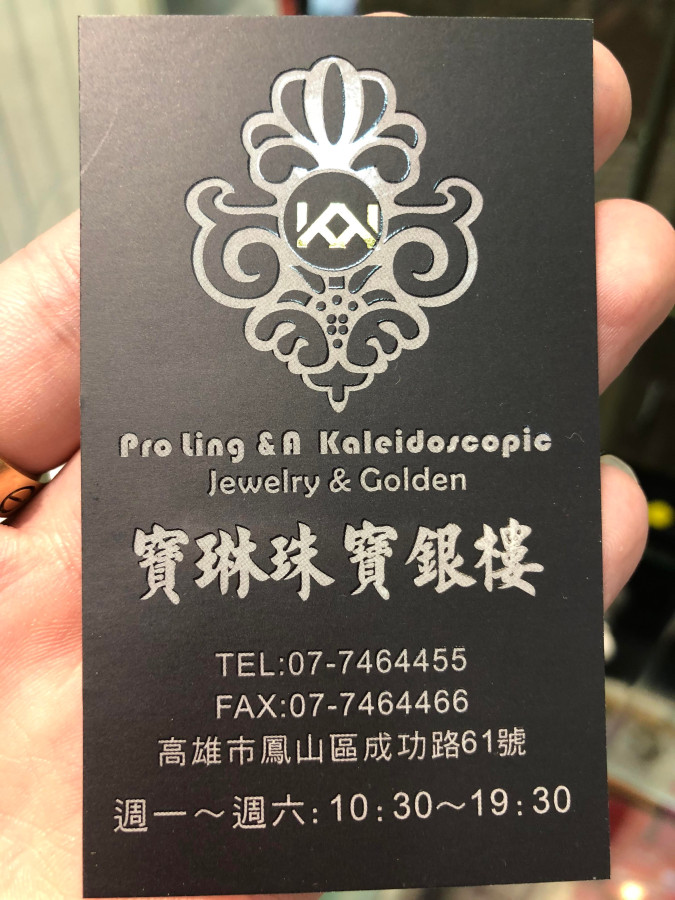 Pro Ling & A Kaleidoscopic
Jewelry & Golden
寶琳珠寶銀樓
TEL:07-7464455
FAX:07-7464466
高雄市鳳山區成功路61號
週一～週六: 10:30～19:30